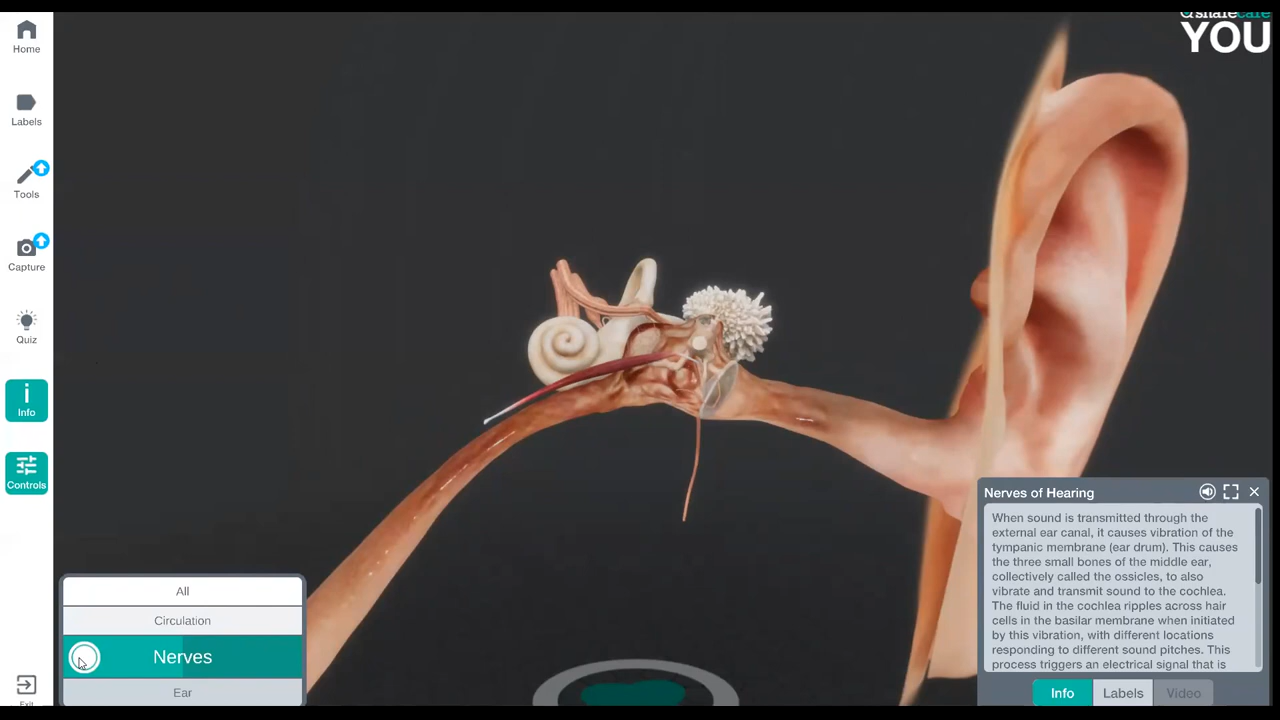 Home
Labels
Tools
Capture
Quiz
i
Info
Controls
sharecare
YOU
All
Circulation
Nerves
Ear
Nerves of Hearing
When sound is transmitted through the
external ear canal, it causes vibration of the
tympanic membrane (ear drum). This causes
the three small bones of the middle ear,
collectively called the ossicles, to also
vibrate and transmit sound to the cochlea.
The fluid in the cochlea ripples across hair
cells in the basilar membrane when initiated
by this vibration, with different locations
responding to different sound pitches. This
process triggers an electrical signal that is
Info Labels Video
Exit